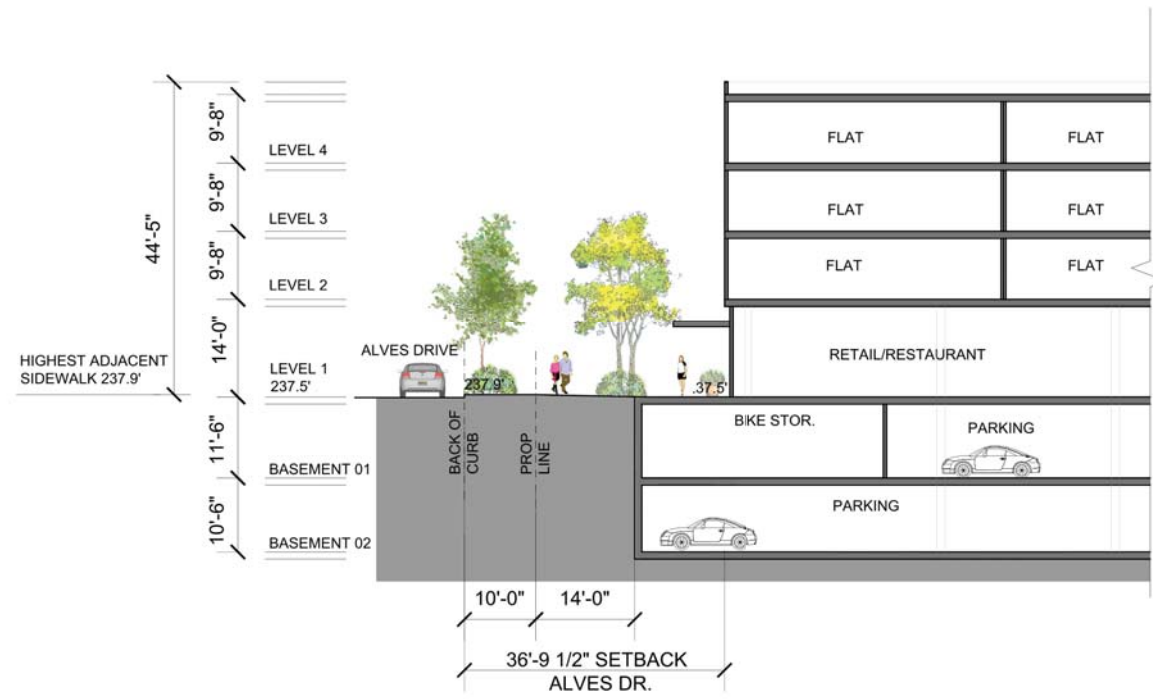 9'-8"
LEVEL 4
FLAT
FLAT
9'-8"
LEVEL 3
FLAT
FLAT
44'-5"
9'-8"
LEVEL 2
FLAT
FLAT
14'-0"
HIGHEST ADJACENT
SIDEWALK 237.9'
LEVEL 1
237.5'
ALVES DRIVE
237.9'
.37.5'
RETAIL/RESTAURANT
11'-6"
BASEMENT 01
BACK OF
CURB
PROP
LINE
BIKE STOR.
PARKING
10'-6"
BASEMENT 02
PARKING
10'-0"
14'-0"
36'-9 1/2" SETBACK
ALVES DR.